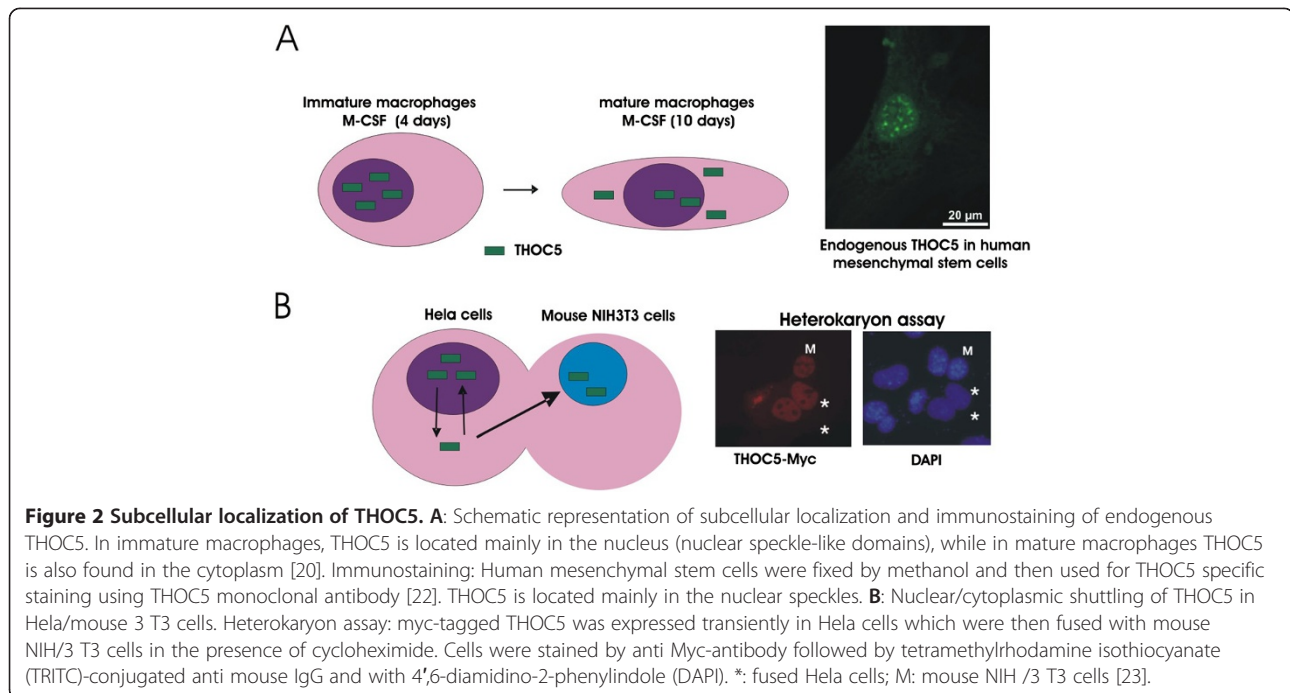 A
Immature macrophages
M-CSF (4 days)
mature macrophages
M-CSF (10 days)
THOC5
20 µm
Endogenous THOC5 in human
mesenchymal stem cells
B
Hela cells
Mouse NIH3T3 cells
Heterokaryon assay
M
*
*
M
*
*
THOC5-Myc
DAPI
Figure 2 Subcellular localization of THOC5. A: Schematic representation of subcellular localization and immunostaining of endogenous
THOC5. In immature macrophages, THOC5 is located mainly in the nucleus (nuclear speckle-like domains), while in mature macrophages THOC5
is also found in the cytoplasm [20]. Immunostaining: Human mesenchymal stem cells were fixed by methanol and then used for THOC5 specific
staining using THOC5 monoclonal antibody [22]. THOC5 is located mainly in the nuclear speckles. B: Nuclear/cytoplasmic shuttling of THOC5 in
Hela/mouse 3 T3 cells. Heterokaryon assay: myc-tagged THOC5 was expressed transiently in Hela cells which were then fused with mouse
NIH/3 T3 cells in the presence of cycloheximide. Cells were stained by anti Myc-antibody followed by tetramethylrhodamine isothiocyanate
(TRITC)-conjugated anti mouse IgG and with 4′,6-diamidino-2-phenylindole (DAPI). *: fused Hela cells; M: mouse NIH /3 T3 cells [23].